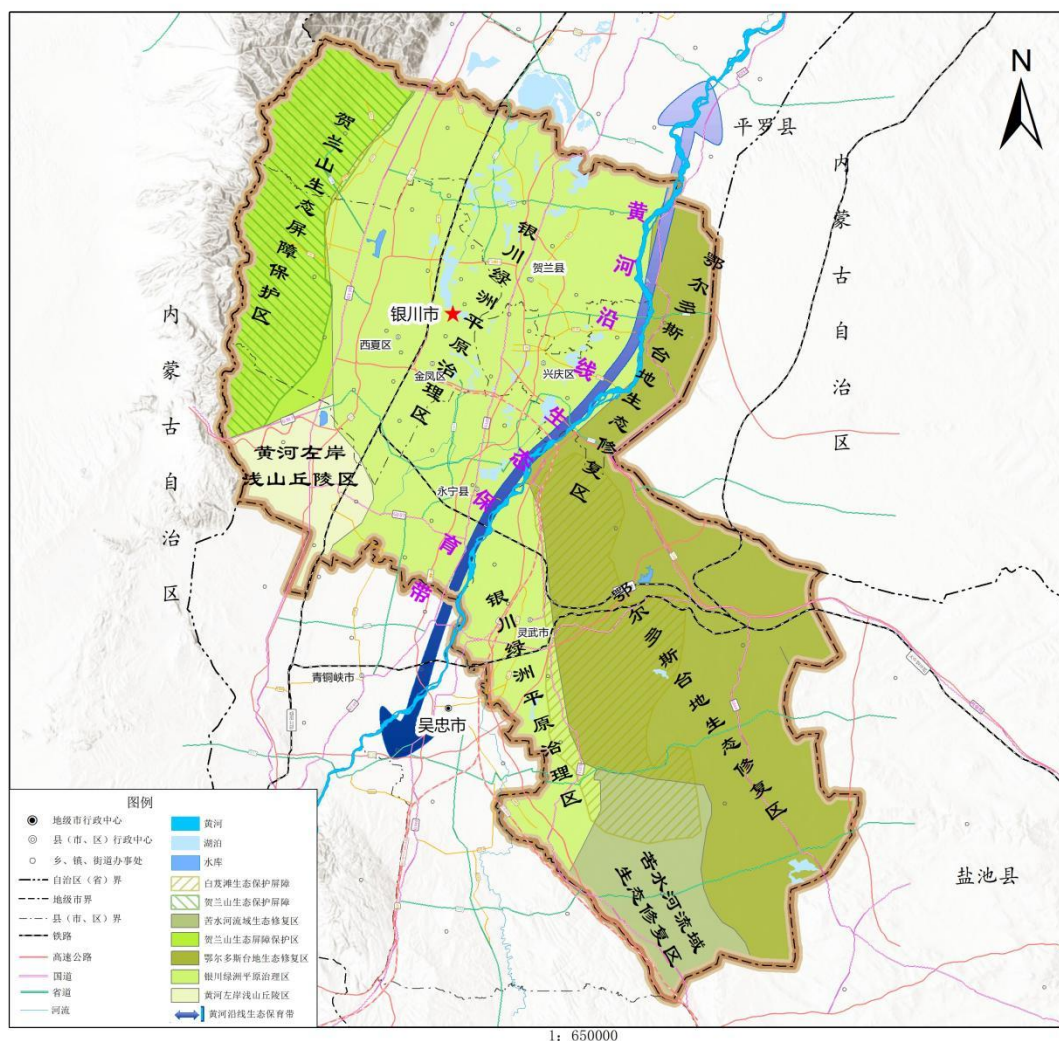 N
平罗县
内蒙古自治区
贺兰山生态屏障保护区
银川绿洲平原治理区
黄河沿线生态保育带
鄂尔多斯台地生态修复区
贺兰县
银川市
西夏区
金凤区
兴庆区
内蒙古自治区
黄河左岸
浅山丘陵区
永宁县
银川绿洲平原治理区
灵武市
鄂尔多斯台地生态修复区
青铜峡市
吴忠市
苦水河流域
生态修复区
盐池县
图例
地级市行政中心
县（市、区）行政中心
乡、镇、街道办事处
自治区（省）界
地级市界
县（市、区）界
铁路
高速公路
国道
省道
河流
黄河
湖泊
水库
白芨滩生态保护屏障
贺兰山生态保护屏障
苦水河流域生态修复区
贺兰山生态屏障保护区
鄂尔多斯台地生态修复区
银川绿洲平原治理区
黄河左岸浅山丘陵区
黄河沿线生态保育带
1: 650000